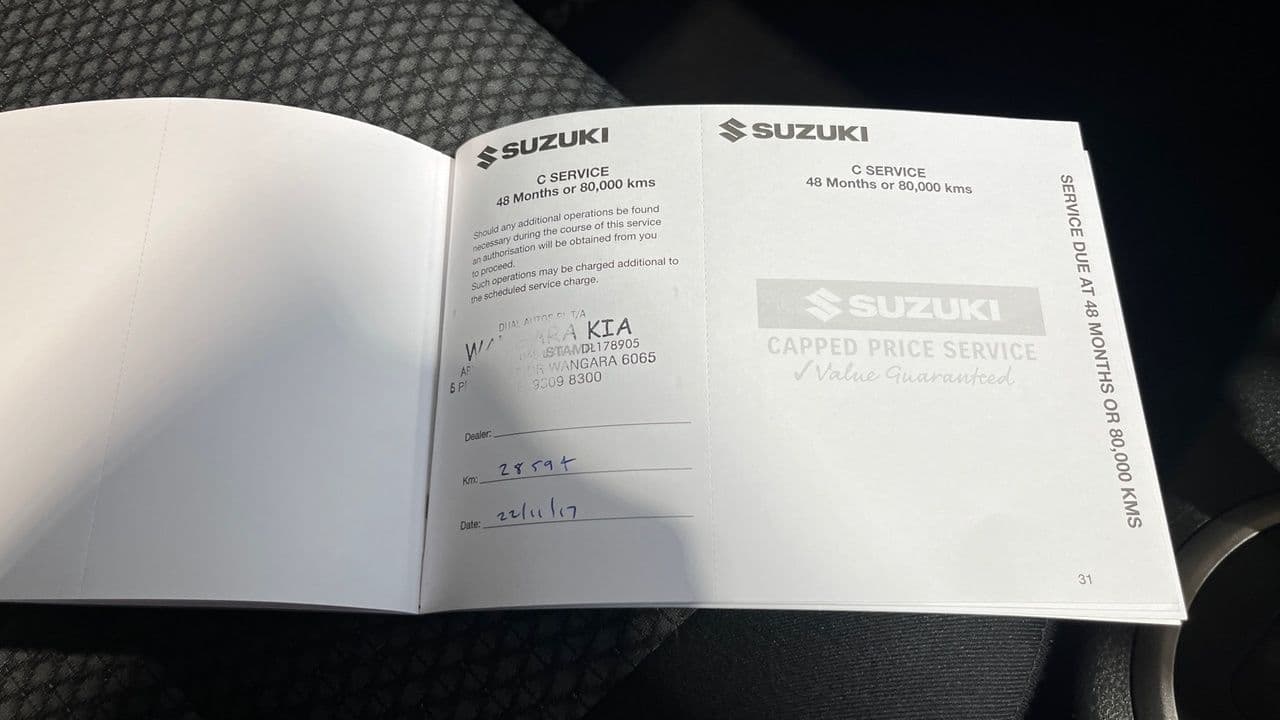 SUZUKI
C SERVICE
48 Months or 80,000 kms
Should any additional operations be found
necessary during the course of this service
an authorisation will be obtained from you
to proceed.
Such operations may be charged additional to
the scheduled service charge.
DUAL AUTOS T/A
KIA
DL178905
WANGARA 6065
9309 8300
Dealer:
Km:
Date: 22/11/17
SUZUKI
C SERVICE
48 Months or 80,000 kms
SUZUKI
CAPPED PRICE SERVICE
✓Value Guaranteed
SERVICE DUE AT 48 MONTHS OR 80,000 KMS
31